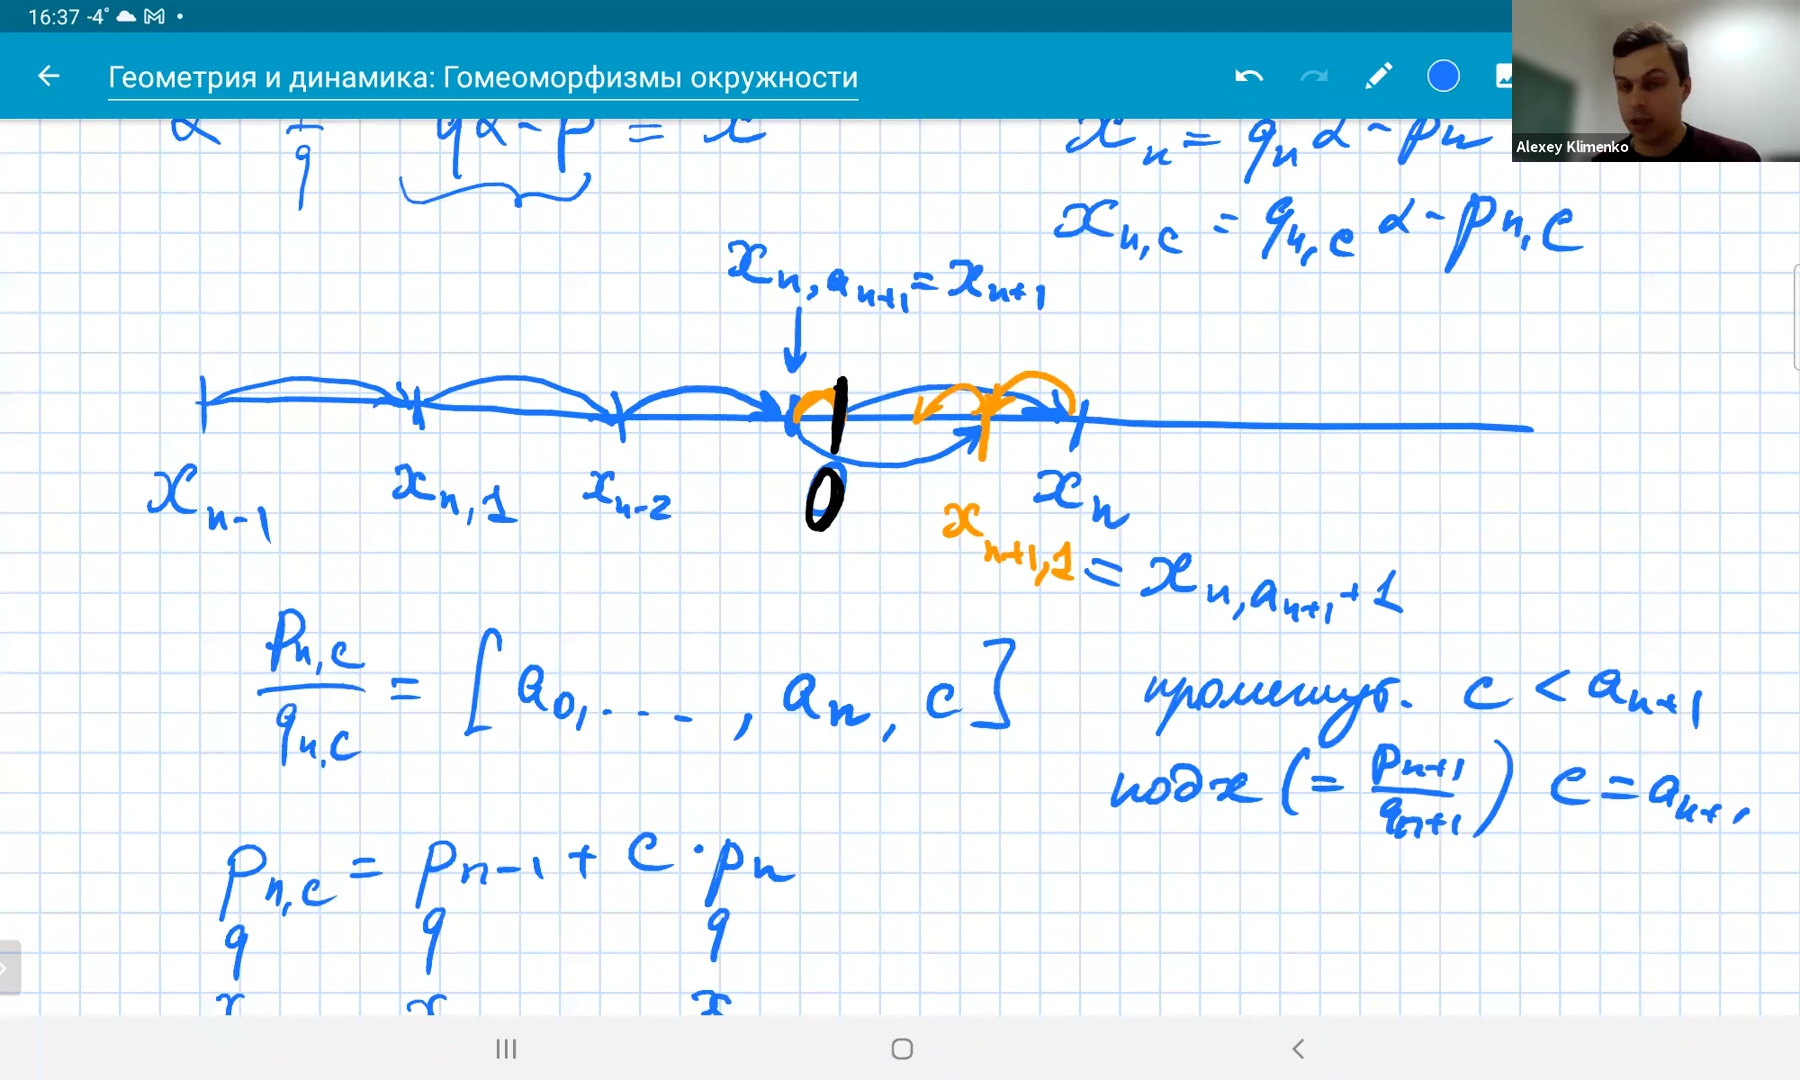 16:37 -4°
Геометрия и динамика: Гомеоморфизмы окружности
Alexey Klimenko
α q qα-p = x
x_n = q_n α - p_n
x_{n,c} = q_{n,c} α - p_{n,c}
x_{n,a_{n+1}} = x_{n+1}
x_{n-1} x_{n,1} x_{n-2} 0 x_n
x_{n+1,1} = x_{n,a_{n+1}+1}
p_{n,c}/q_{n,c} = [a_0, ..., a_n, c]
промежут. c < a_{n+1}
подх (= p_{n+1}/q_{n+1}) c = a_{n+1}
p_{n,c} = p_{n-1} + c · p_n
q q q
x x x